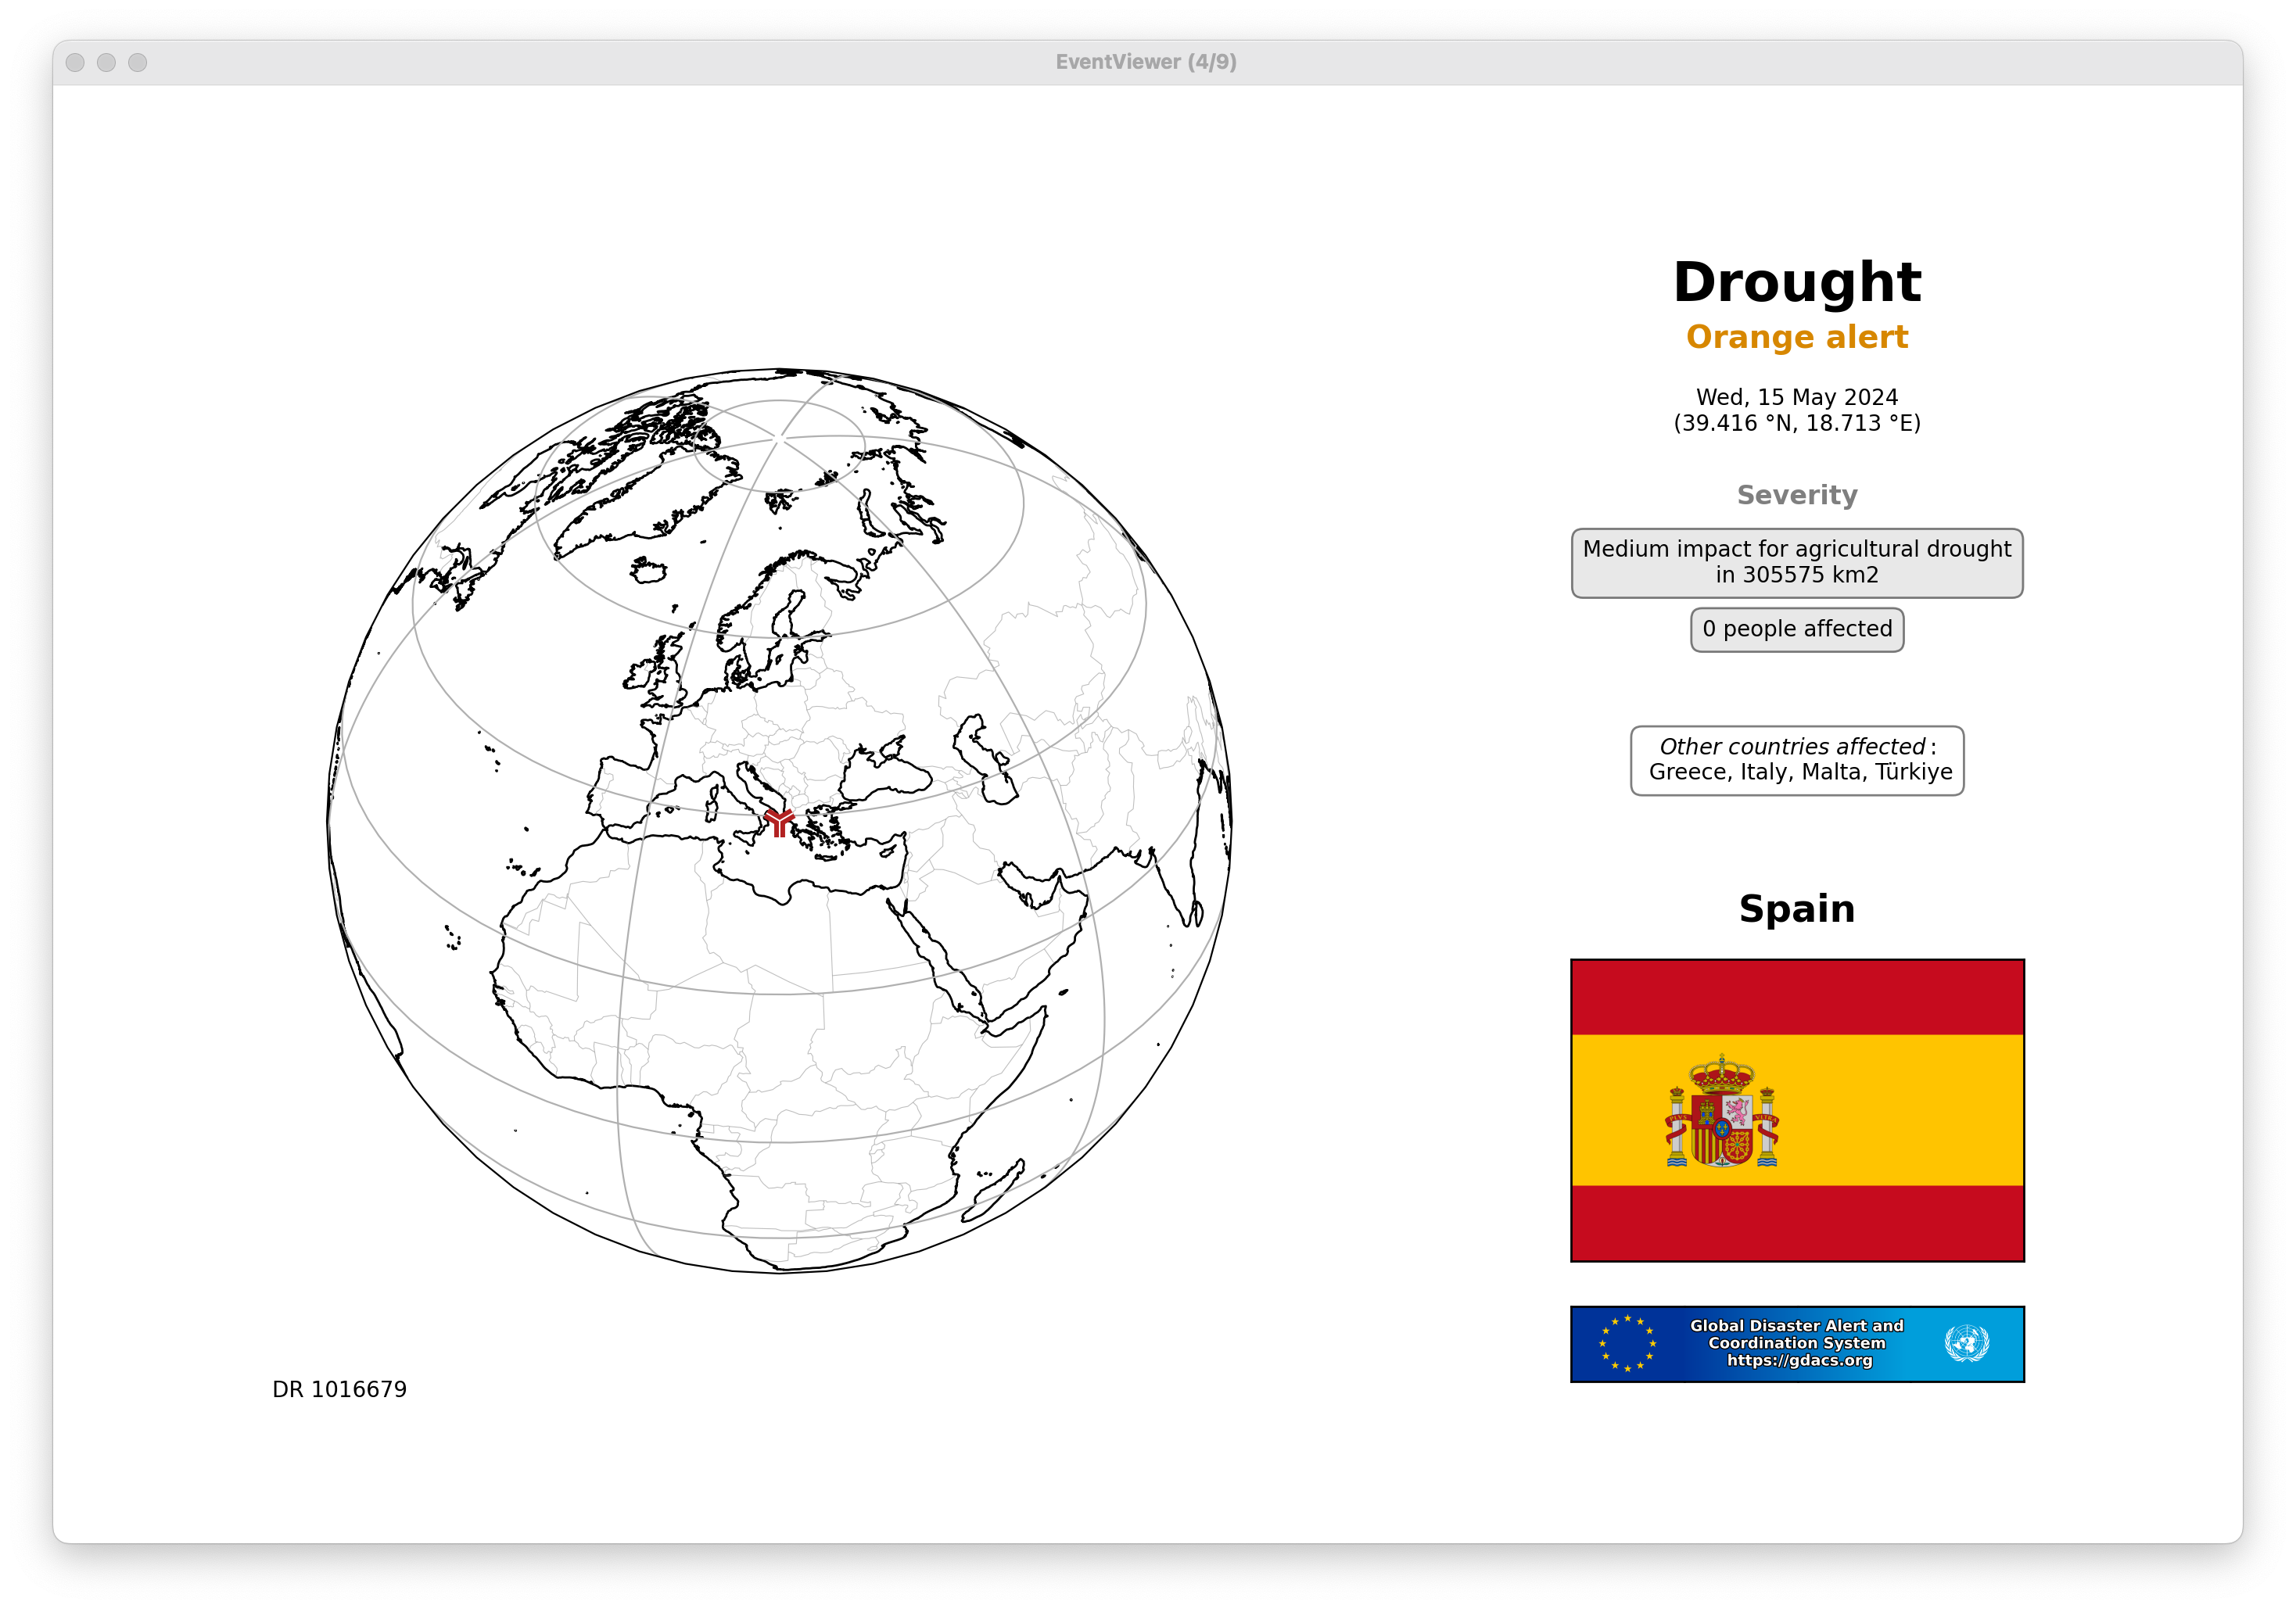 EventViewer (4/9)
Drought
Orange alert
Wed, 15 May 2024
(39.416 °N, 18.713 °E)
Severity
Medium impact for agricultural drought
in 305575 km2
0 people affected
Other countries affected:
Greece, Italy, Malta, Türkiye
Spain
PLUS VLTRA
Global Disaster Alert and
Coordination System
https://gdacs.org
DR 1016679